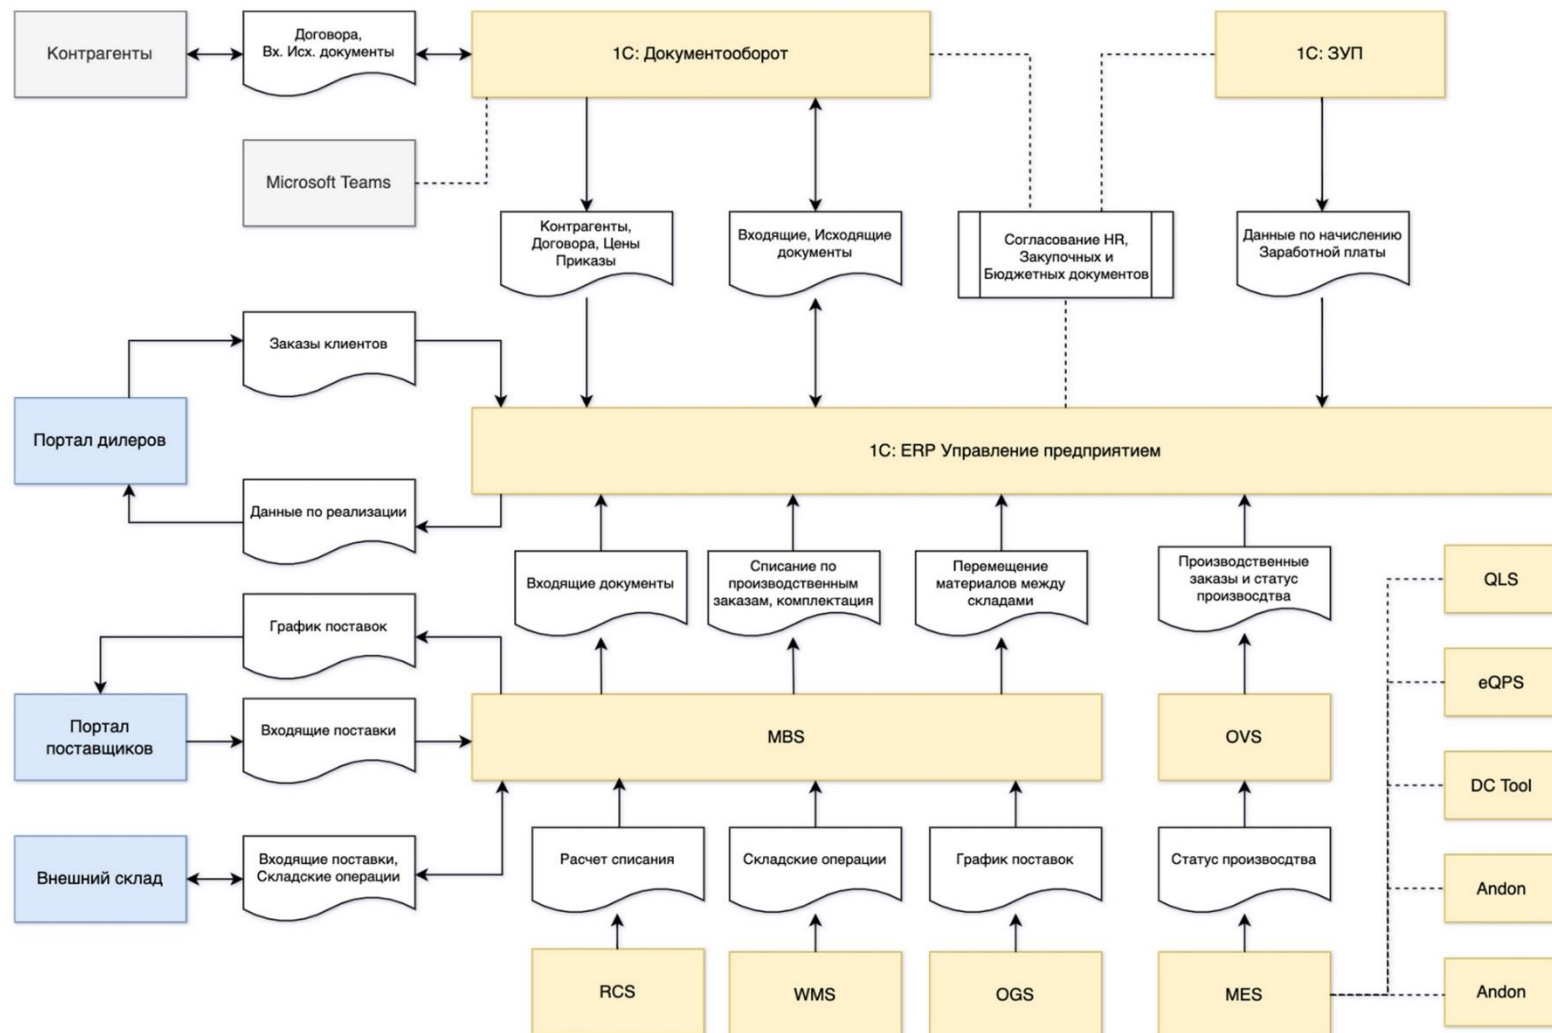 Контрагенты
Договора,
Вх. Исх. документы
1С: Документооборот
1С: ЗУП
Microsoft Teams
Контрагенты,
Договора, Цены
Приказы
Входящие, Исходящие
документы
Согласование HR,
Закупочных и
Бюджетных документов
Данные по начислению
Заработной платы
Заказы клиентов
Портал дилеров
1С: ERP Управление предприятием
Данные по реализации
Входящие документы
Списание по
производственным
заказам, комплектация
Перемещение
материалов между
складами
Производственные
заказы и статус
произвосдтва
QLS
График поставок
eQPS
Портал
поставщиков
Входящие поставки
MBS
OVS
DC Tool
Внешний склад
Входящие поставки,
Складские операции
Расчет списания
Складские операции
График поставок
Статус произвосдтва
Andon
RCS
WMS
OGS
MES
Andon